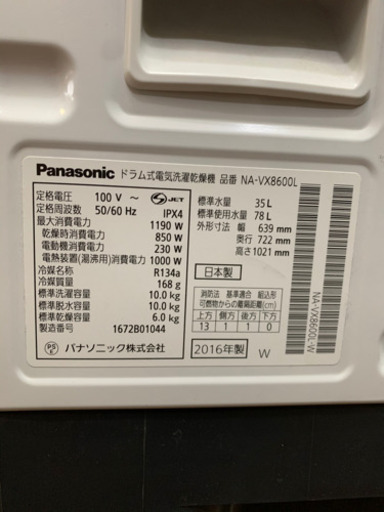 Panasonic ドラム式電気洗濯乾燥機 品番 NA-VX8600L
定格電圧 100 V ~
定格周波数 50/60 Hz
S-JET
IPX4
最大消費電力 1190 W
乾燥時消費電力 850 W
電動機消費電力 230 W
電熱装置(湯沸用)消費電力 1000 W
冷媒名称 R134a
冷媒質量 168 g
標準洗濯容量 10.0 kg
標準脱水容量 10.0 kg
標準乾燥容量 6.0 kg
製造番号 1672B01044
PS
E
パナソニック株式会社
標準水量 35 L
標準使用水量 78 L
外形寸法 幅 639 mm
奥行 722 mm
高さ 1021 mm
日本製
消防法 基準適合 組込形
可燃物からの離隔距離(cm)
上方 側方 前方 後方
13 1 1 0
2016年製 W
NA-VX8600L-W